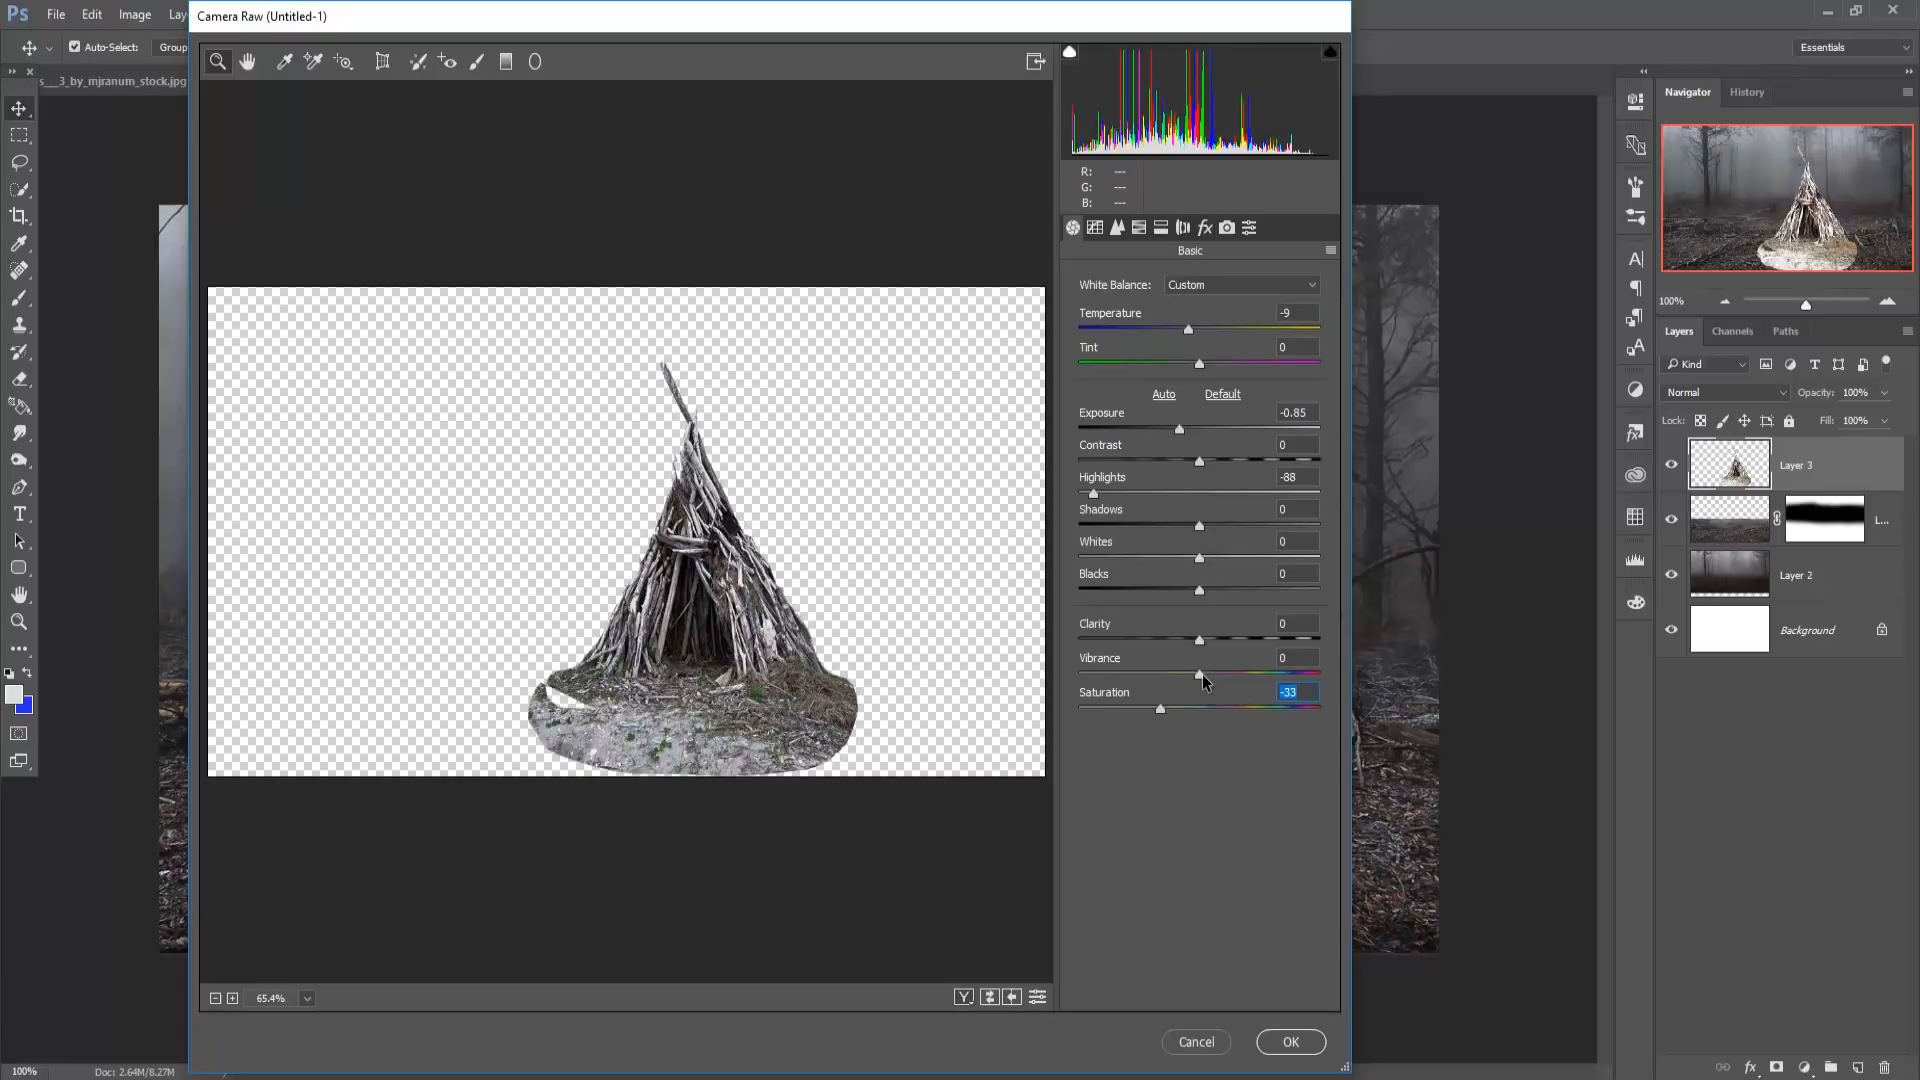 Ps File Edit Image Lay
Camera Raw (Untitled-1)
Auto-Select: Group
Essentials
s__3_by_mjranum_stock.jpg
Navigator History
R: ---
G: ---
B: ---
Basic
White Balance: Custom
Temperature -9
Tint 0
Auto Default
Exposure -0.85
Contrast 0
Highlights -88
Shadows 0
Whites 0
Blacks 0
Clarity 0
Vibrance 0
Saturation -33
100%
Layers Channels Paths
Kind
Normal Opacity: 100%
Lock: Fill: 100%
Layer 3
L...
Layer 2
Background
65.4%
Cancel OK
100% Doc: 2.64M/8.27M